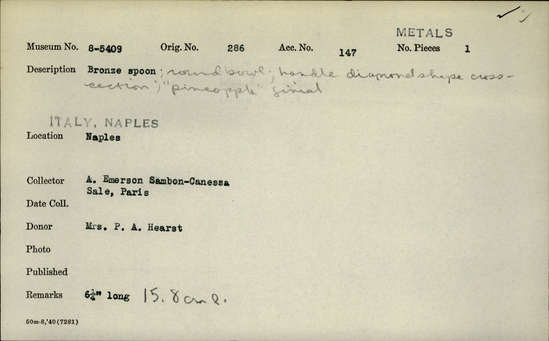 METALS
Museum No. 8-5409 Orig. No. 286 Acc. No. 147 No. Pieces 1
Description Bronze spoon; round bowl; handle diamond shape cross-
section; "pineapple" finial
ITALY, NAPLES
Location Naples
Collector A. Emerson Sambon-Canessa
Sale, Paris
Date Coll.
Donor Mrs. P. A. Hearst
Photo
Published
Remarks 6¼" long 15.8 cm l.
50m-8,'40(7281)